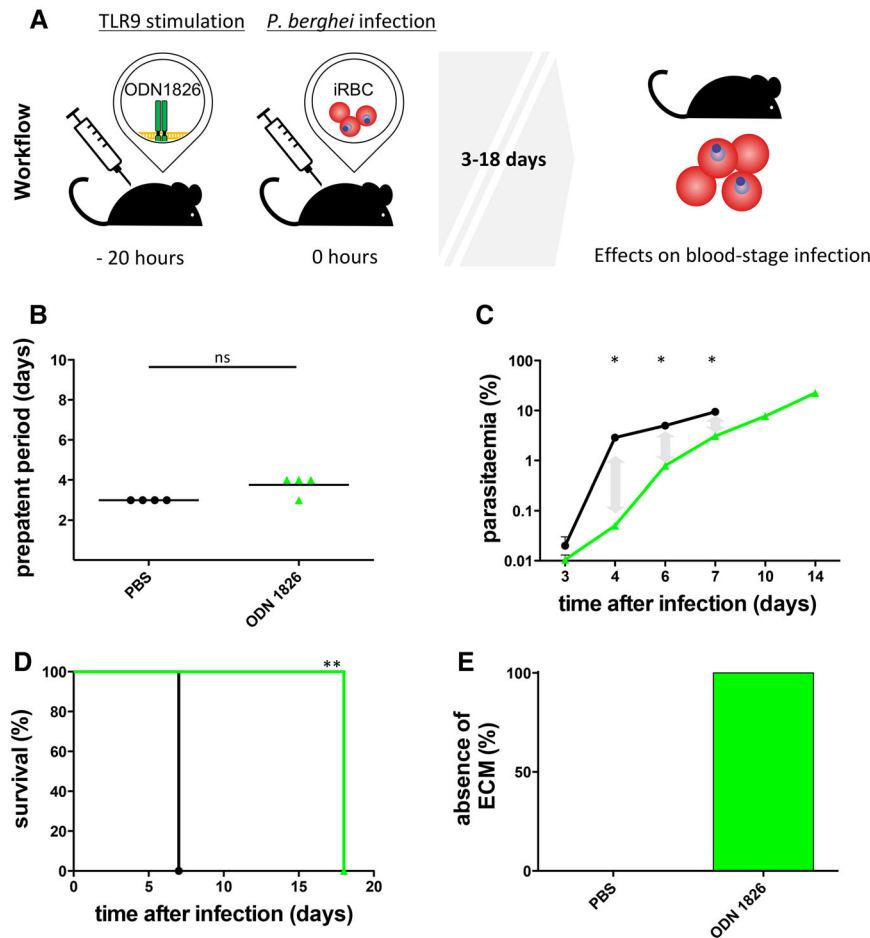 A
TLR9 stimulation
P. berghei infection
Workflow
ODN1826
iRBC
3-18 days
- 20 hours
0 hours
Effects on blood-stage infection
B
prepatent period (days)
10
8
6
4
2
ns
PBS
ODN 1826
C
parasitaemia (%)
100
10
1
0.1
0.01
* * *
3 4 6 7 10 14
time after infection (days)
D
survival (%)
100
80
60
40
20
0
**
0 5 10 15 20
time after infection (days)
E
absence of
ECM (%)
100
50
0
PBS
ODN 1826